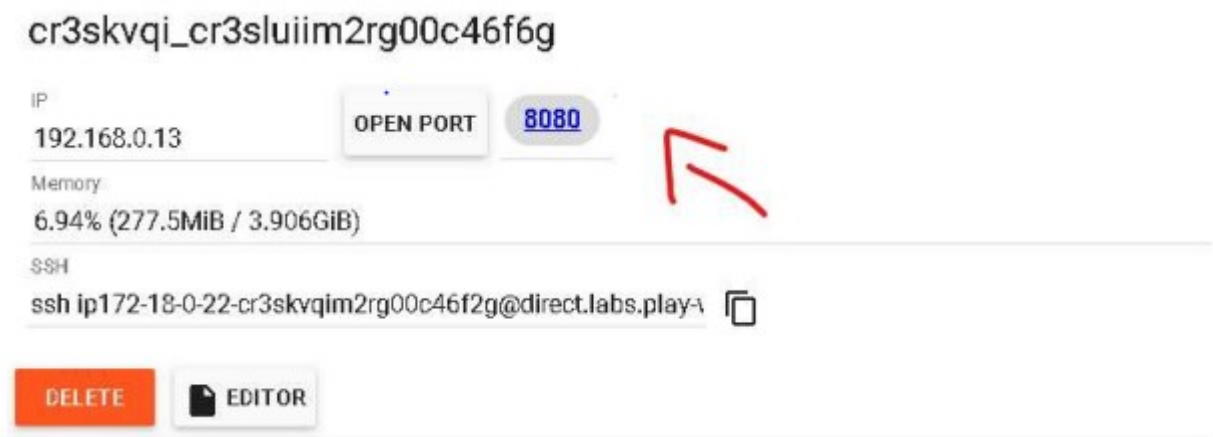 cr3skvqi_cr3sluiim2rg00c46f6g
IP
192.168.0.13
OPEN PORT
8080
Memory
6.94% (277.5MiB / 3.906GiB)
SSH
ssh ip172-18-0-22-cr3skvqim2rg00c46f2g@direct.labs.play-
DELETE
EDITOR